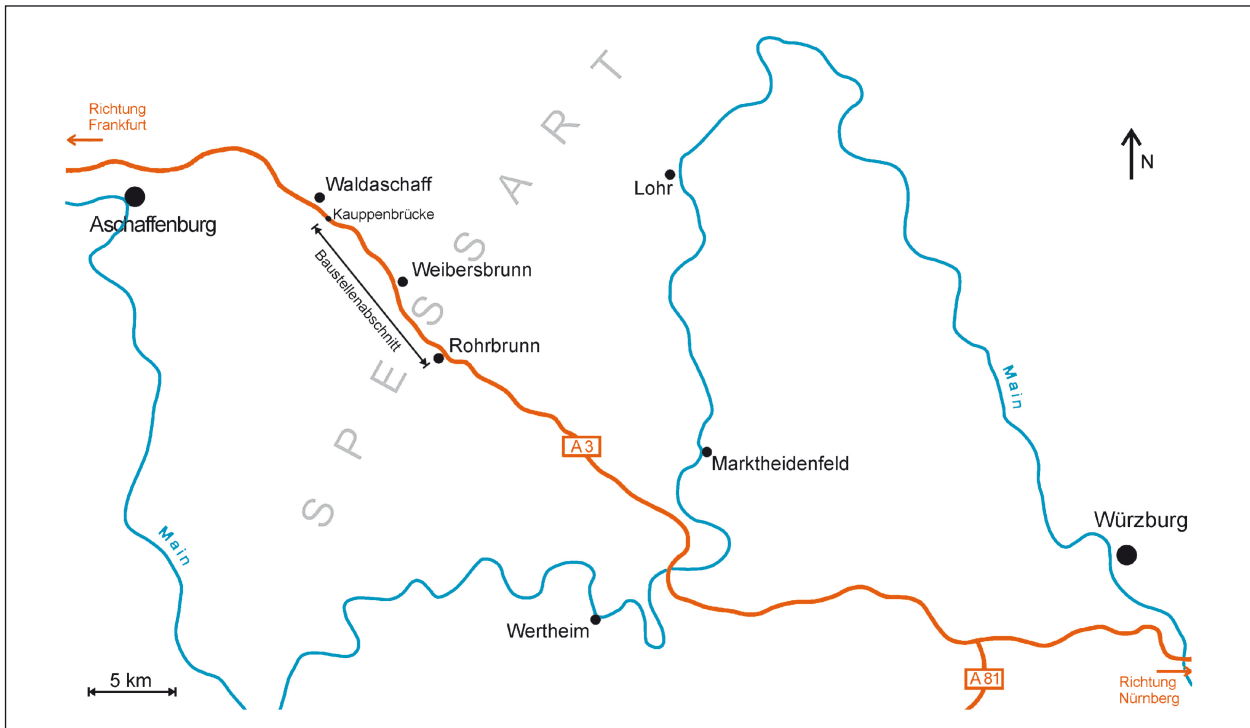 SPESSART
Richtung
Frankfurt
N
Waldaschaff
Lohr
Kauppenbrücke
Aschaffenburg
Weibersbrunn
Baustellenabschnitt
Rohrbrunn
Main
A 3
Marktheidenfeld
Würzburg
Main
Wertheim
5 km
A 81
Richtung
Nürnberg